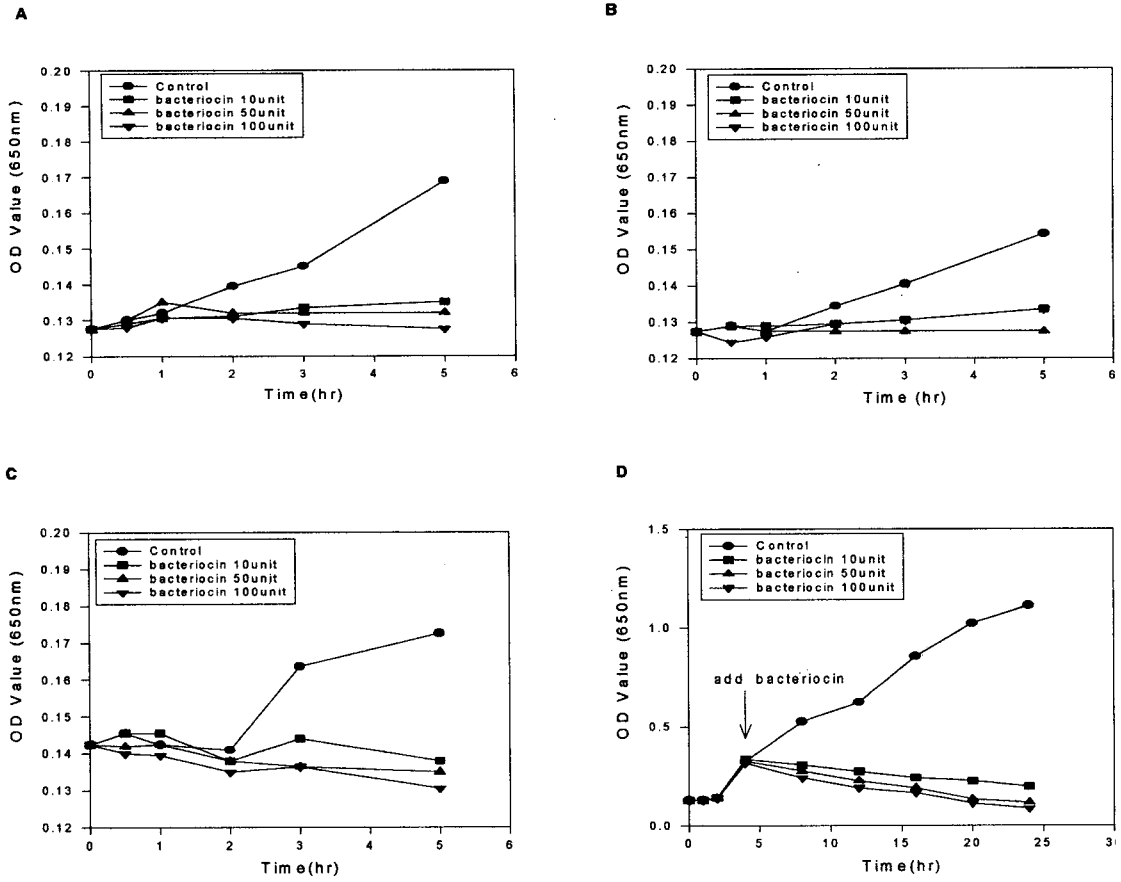 A
OD Value (650nm)
0.20
0.19
0.18
0.17
0.16
0.15
0.14
0.13
0.12
Control
bacteriocin 10unit
bacteriocin 50unit
bacteriocin 100unit
0 1 2 3 4 5 6
Time(hr)
B
OD Value (650nm)
0.20
0.19
0.18
0.17
0.16
0.15
0.14
0.13
0.12
Control
bacteriocin 10unit
bacteriocin 50unit
bacteriocin 100unit
0 1 2 3 4 5 6
Time (hr)
C
OD Value (650nm)
0.20
0.19
0.18
0.17
0.16
0.15
0.14
0.13
0.12
Control
bacteriocin 10unit
bacteriocin 50unit
bacteriocin 100unit
0 1 2 3 4 5 6
Time(hr)
D
OD Value (650nm)
1.5
1.0
0.5
0.0
Control
bacteriocin 10unit
bacteriocin 50unit
bacteriocin 100unit
add bacteriocin
0 5 10 15 20 25
Time(hr)